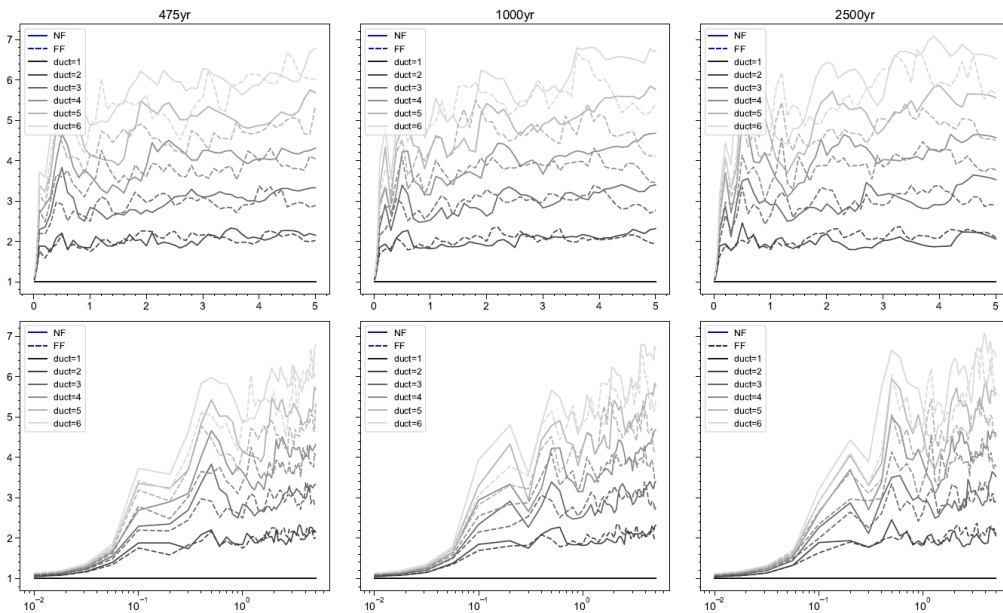 475yr
1000yr
2500yr
7
6
5
4
3
2
1
NF
FF
duct=1
duct=2
duct=3
duct=4
duct=5
duct=6
0 1 2 3 4 5
NF
FF
duct=1
duct=2
duct=3
duct=4
duct=5
duct=6
0 1 2 3 4 5
NF
FF
duct=1
duct=2
duct=3
duct=4
duct=5
duct=6
0 1 2 3 4 5
7
6
5
4
3
2
1
NF
FF
duct=1
duct=2
duct=3
duct=4
duct=5
duct=6
10⁻² 10⁻¹ 10⁰
NF
FF
duct=1
duct=2
duct=3
duct=4
duct=5
duct=6
10⁻² 10⁻¹ 10⁰
NF
FF
duct=1
duct=2
duct=3
duct=4
duct=5
duct=6
10⁻² 10⁻¹ 10⁰